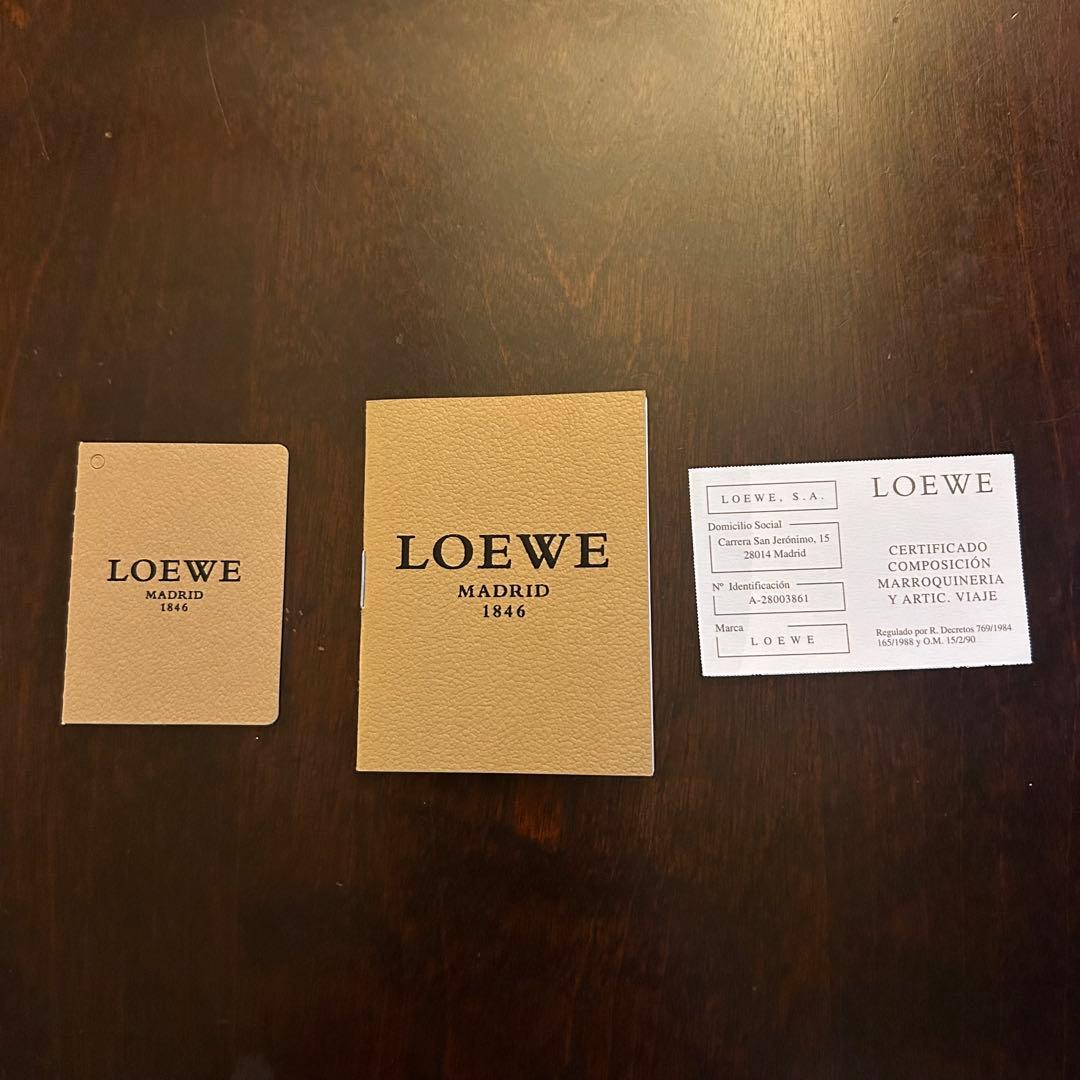 LOEWE
MADRID
1846
LOEWE
MADRID
1846
LOEWE, S.A.
Domicilio Social
Carrera San Jerónimo, 15
28014 Madrid
Nº Identificación
A-28003861
Marca
LOEWE
LOEWE
CERTIFICADO
COMPOSICIÓN
MARROQUINERIA
Y ARTIC. VIAJE
Regulado por R. Decretos 769/1984
165/1988 y O.M. 15/2/90